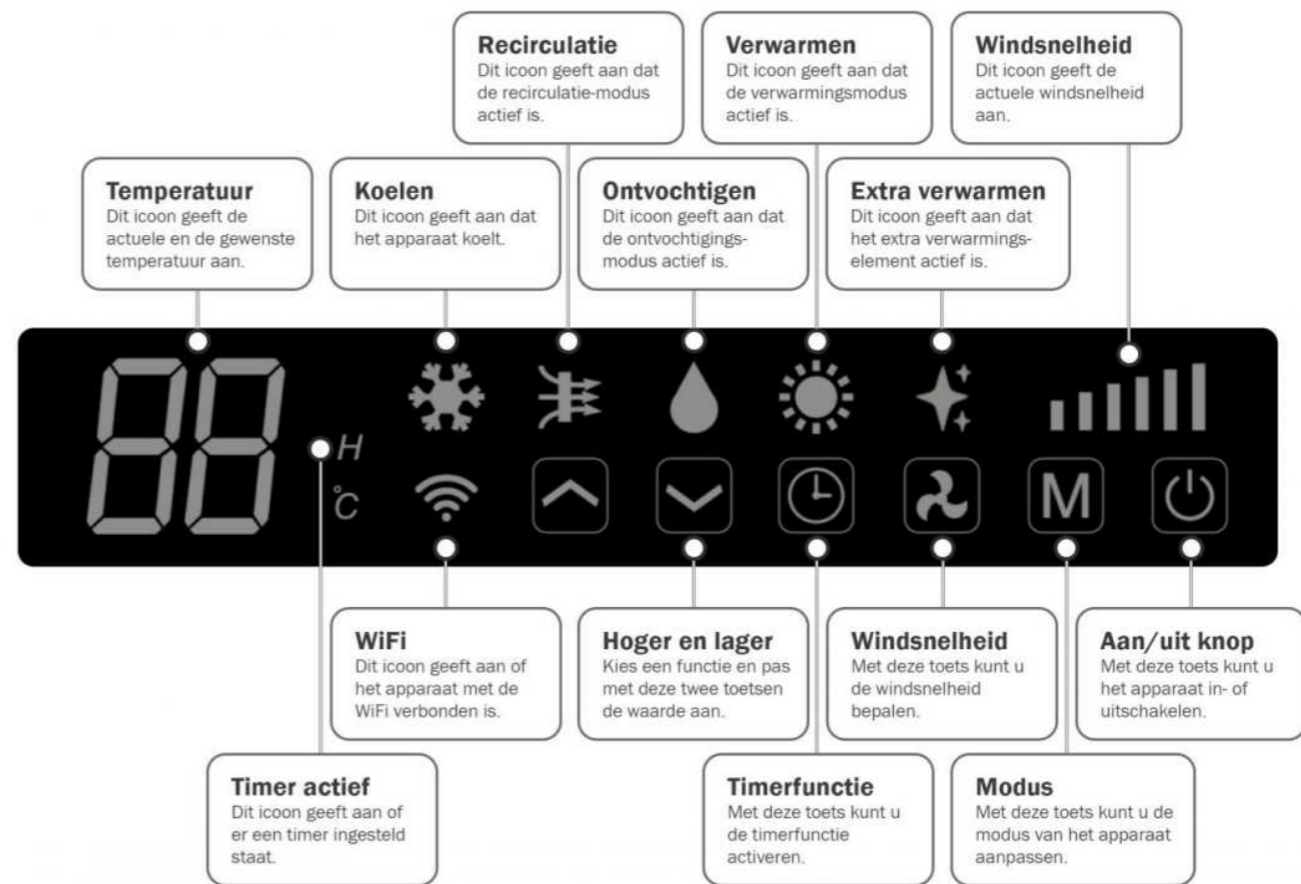 Recirculatie
Dit icoon geeft aan dat
de recirculatie-modus
actief is.
Verwarmen
Dit icoon geeft aan dat
de verwarmingsmodus
actief is.
Windsnelheid
Dit icoon geeft de
actuele windsnelheid
aan.
Temperatuur
Dit icoon geeft de
actuele en de gewenste
temperatuur aan.
Koelen
Dit icoon geeft aan dat
het apparaat koelt.
Ontvochtigen
Dit icoon geeft aan dat
de ontvochtigings-
modus actief is.
Extra verwarmen
Dit icoon geeft aan dat
het extra verwarmings-
element actief is.
88
H
°C
M
WiFi
Dit icoon geeft aan of
het apparaat met de
WiFi verbonden is.
Hoger en lager
Kies een functie en pas
met deze twee toetsen
de waarde aan.
Windsnelheid
Met deze toets kunt u
de windsnelheid
bepalen.
Aan/uit knop
Met deze toets kunt u
het apparaat in- of
uitschakelen.
Timer actief
Dit icoon geeft aan of
er een timer ingesteld
staat.
Timerfunctie
Met deze toets kunt u
de timerfunctie
activeren.
Modus
Met deze toets kunt u de
modus van het apparaat
aanpassen.